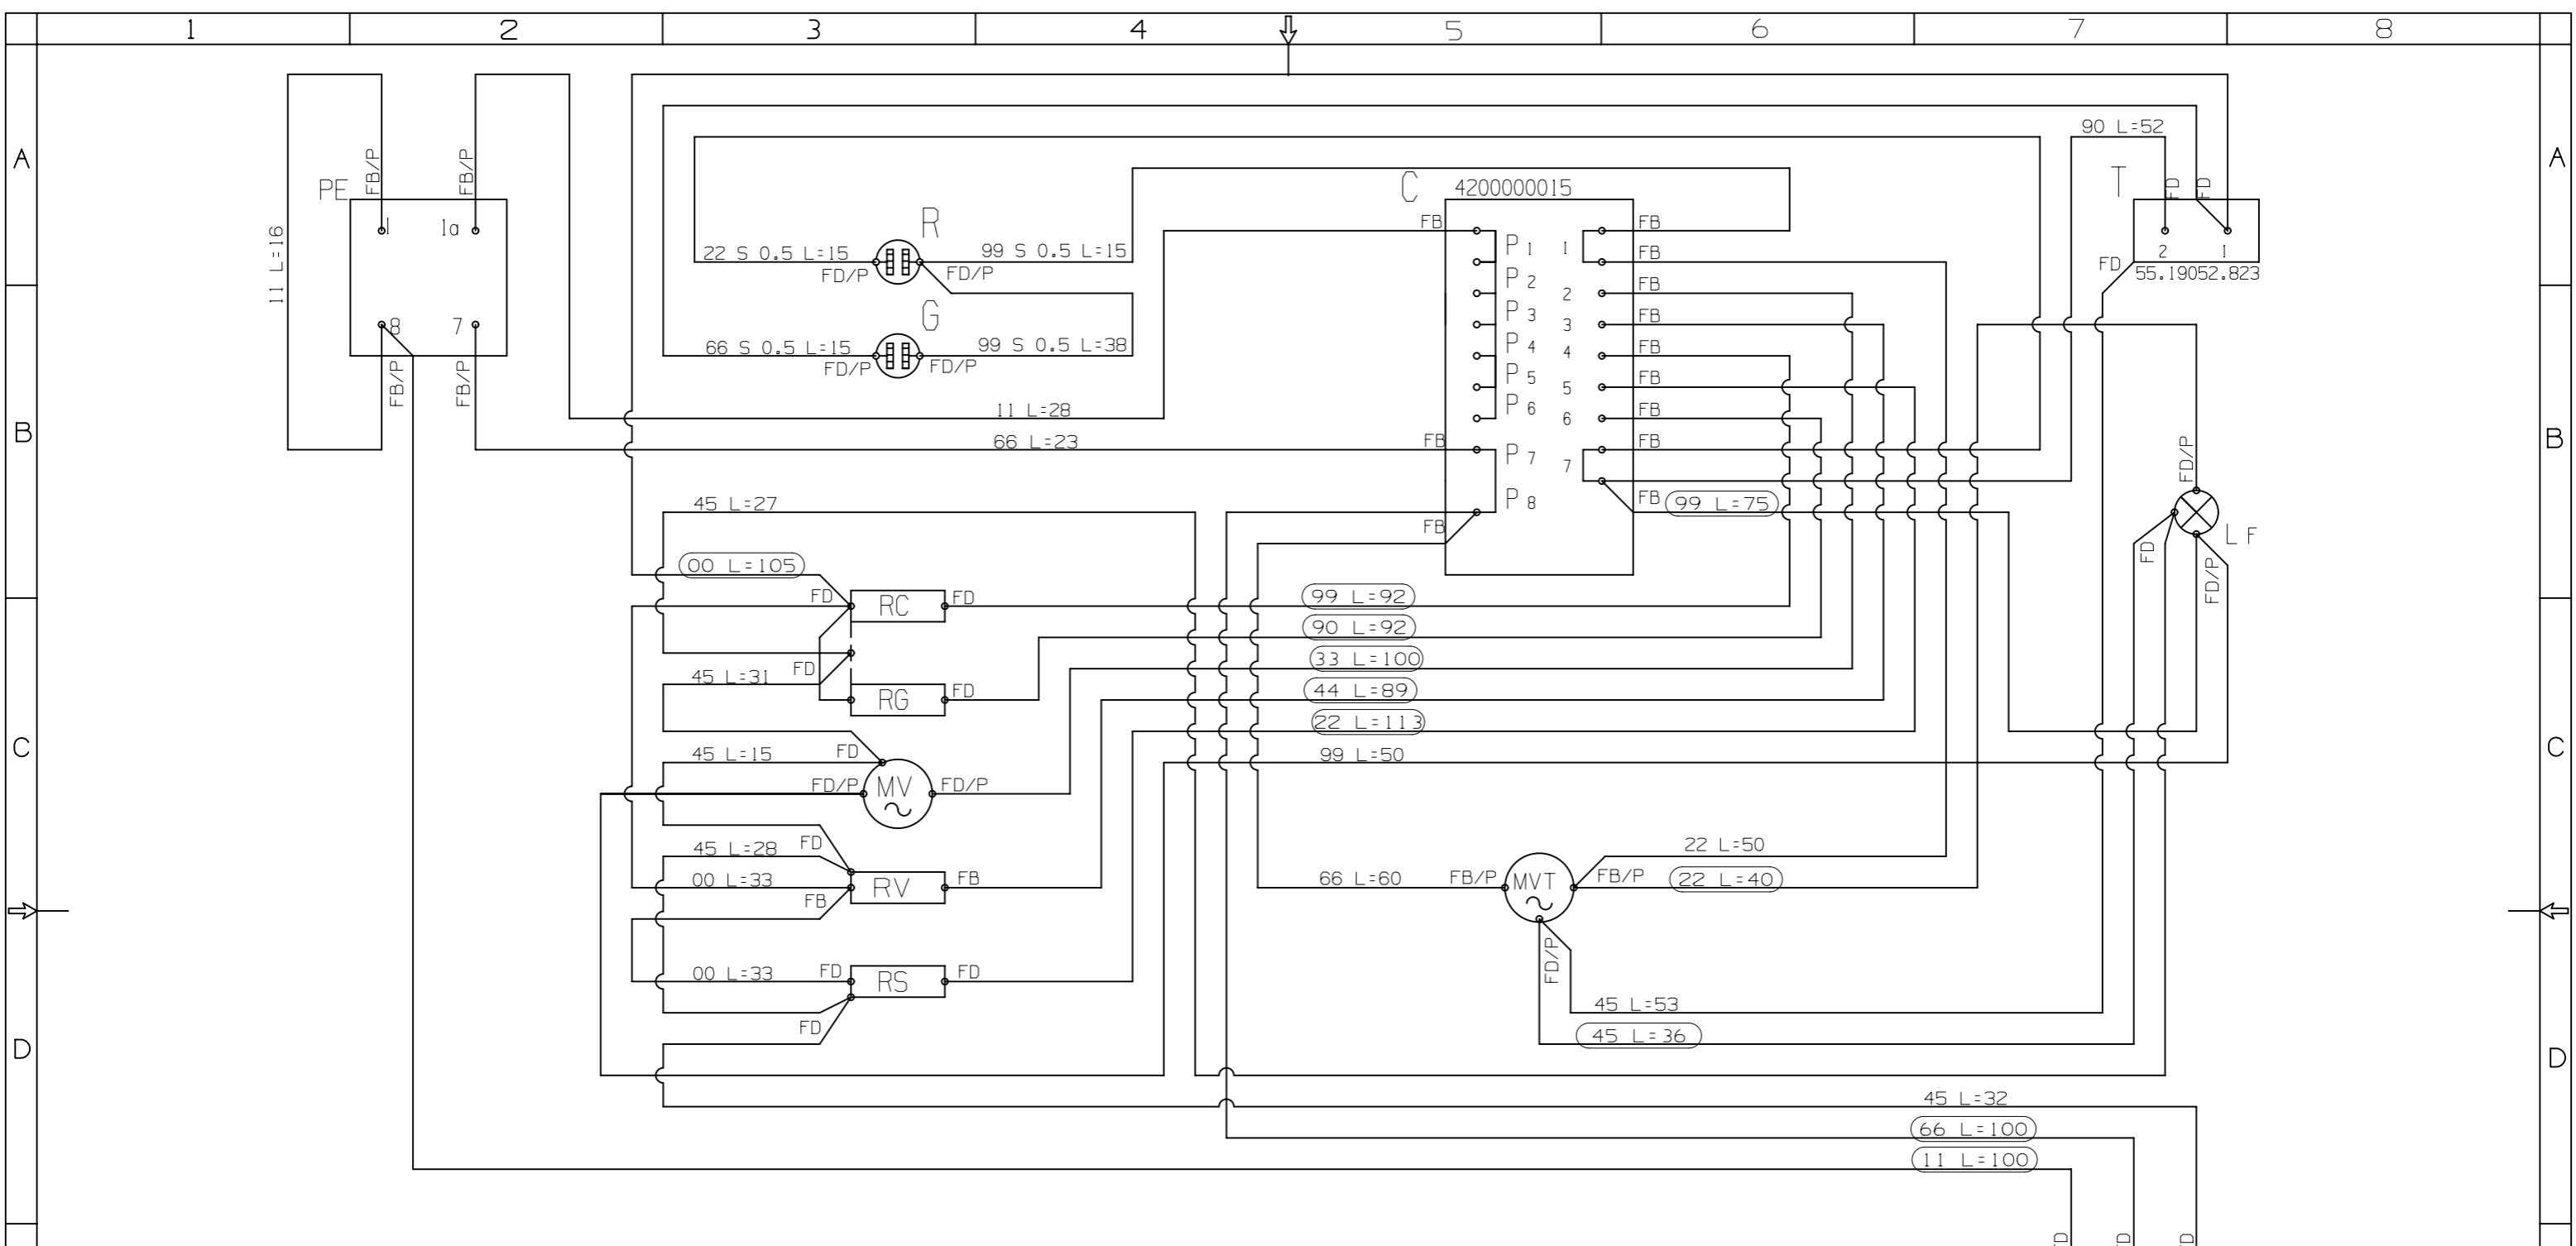 1 2 3 4 5 6 7 8
A A
B B
C C
D D
PE
FB/P
FB/P
1 1a
8 7
FB/P
FB/P
11 L=16
R
22 S 0.5 L=15
FD/P
99 S 0.5 L=15
FD/P
G
66 S 0.5 L=15
FD/P
99 S 0.5 L=38
FD/P
11 L=28
66 L=23
C
4200000015
FB P1 1 FB
FB
P2 2 FB
P3 3 FB
P4 4 FB
P5 5 FB
P6 6 FB
FB P7 7 FB
FB P8 FB 99 L=75
T
90 L=52
FD
FD
2 1
FD
55.19052.823
FD/P
LF
FD
FD/P
45 L=27
00 L=105
FD RC FD
99 L=92
90 L=92
45 L=31
FD
RG FD
33 L=100
44 L=89
22 L=113
45 L=15
FD
99 L=50
FD/P MV FD/P
45 L=28
FD
00 L=33
RV FB
FB
00 L=33
FD RS FD
FD
22 L=50
66 L=60
FB/P MVT FB/P
22 L=40
FD/P
45 L=53
45 L=36
45 L=32
66 L=100
11 L=100
FD FD FD